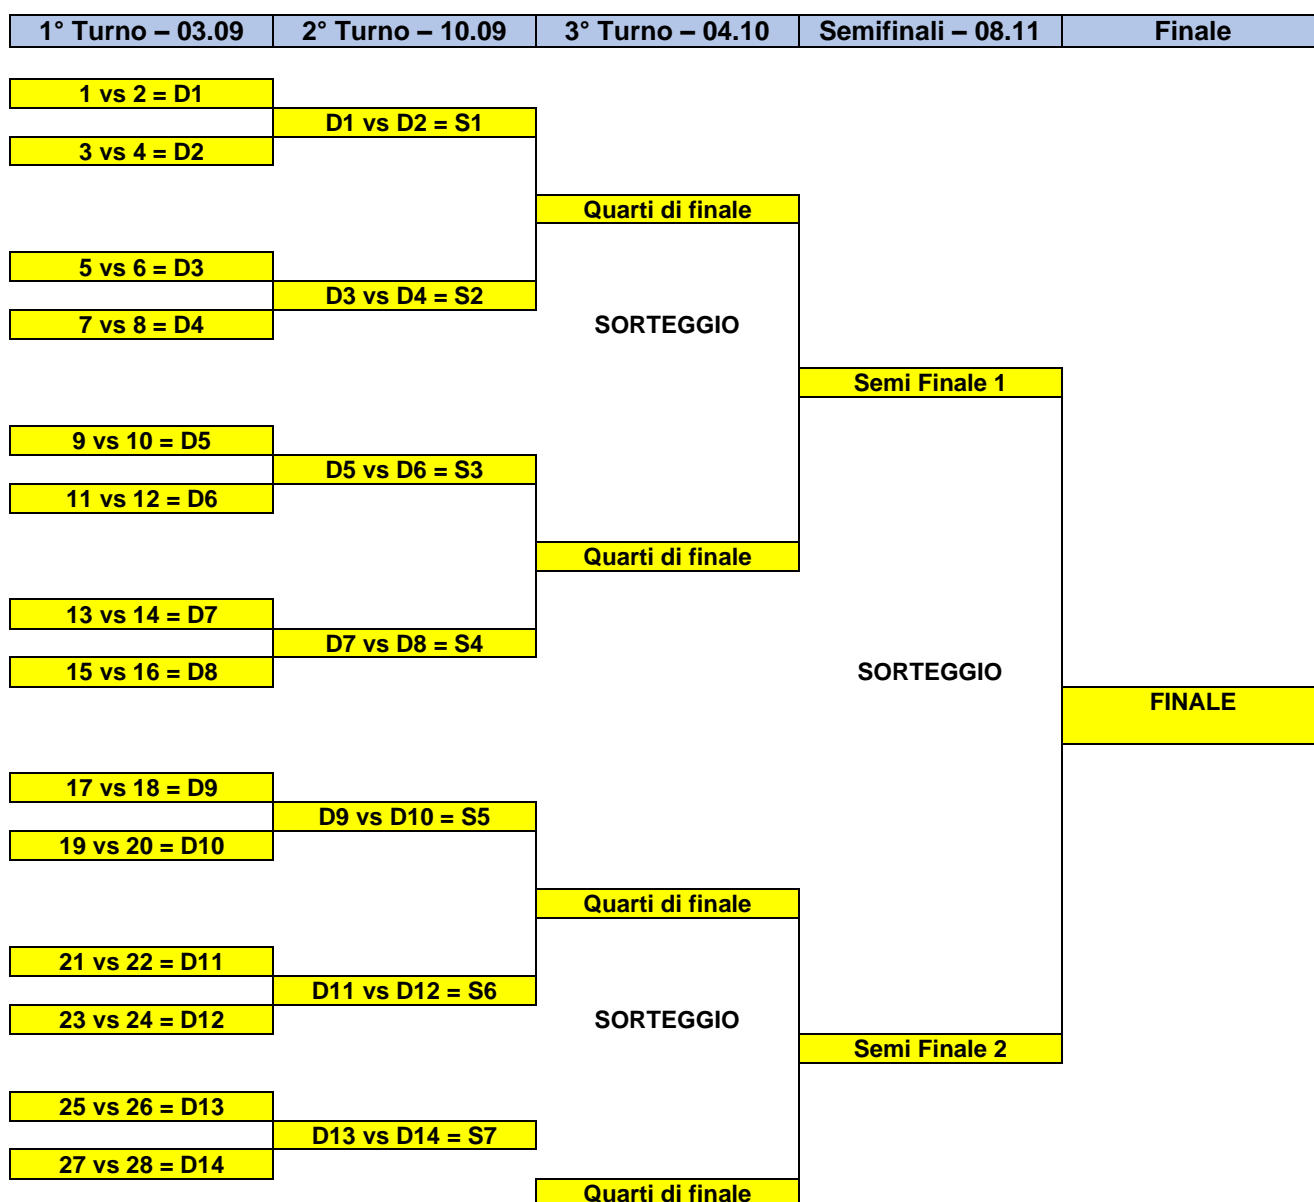 1° Turno – 03.09
2° Turno – 10.09
3° Turno – 04.10
Semifinali – 08.11
Finale
1 vs 2 = D1
D1 vs D2 = S1
3 vs 4 = D2
Quarti di finale
5 vs 6 = D3
D3 vs D4 = S2
7 vs 8 = D4
SORTEGGIO
Semi Finale 1
9 vs 10 = D5
D5 vs D6 = S3
11 vs 12 = D6
Quarti di finale
13 vs 14 = D7
D7 vs D8 = S4
15 vs 16 = D8
SORTEGGIO
FINALE
17 vs 18 = D9
D9 vs D10 = S5
19 vs 20 = D10
Quarti di finale
21 vs 22 = D11
D11 vs D12 = S6
23 vs 24 = D12
SORTEGGIO
Semi Finale 2
25 vs 26 = D13
D13 vs D14 = S7
27 vs 28 = D14
Quarti di finale